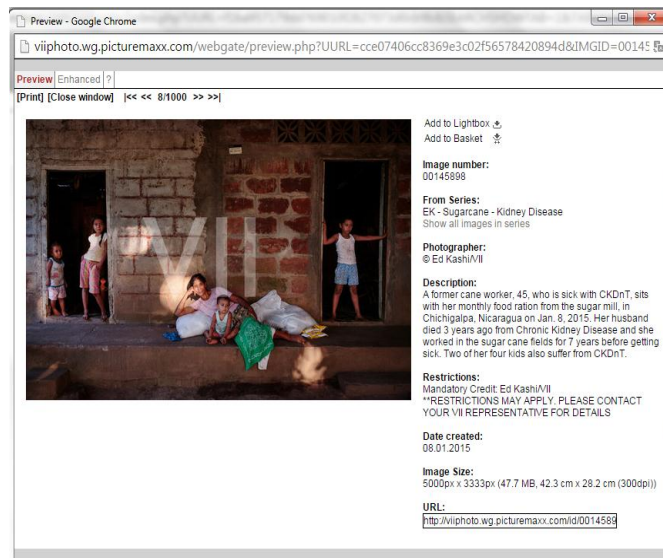 Preview - Google Chrome
viiphoto.wg.picturemaxx.com/webgate/preview.php?UURL=cce07406cc8369e3c02f56578420894d&IMGID=00145
Preview Enhanced ?
[Print] [Close window] |<< << 8/1000 >> >>|
Add to Lightbox
Add to Basket
Image number:
00145898
From Series:
EK - Sugarcane - Kidney Disease
Show all images in series
Photographer:
© Ed Kashi/VII
Description:
A former cane worker, 45, who is sick with CKDnT, sits
with her monthly food ration from the sugar mill, in
Chichigalpa, Nicaragua on Jan. 8, 2015. Her husband
died 3 years ago from Chronic Kidney Disease and she
worked in the sugar cane fields for 7 years before getting
sick. Two of her four kids also suffer from CKDnT.
Restrictions:
Mandatory Credit: Ed Kashi/VII
**RESTRICTIONS MAY APPLY. PLEASE CONTACT
YOUR VII REPRESENTATIVE FOR DETAILS
Date created:
08.01.2015
Image Size:
5000px x 3333px (47.7 MB, 42.3 cm x 28.2 cm (300dpi))
URL:
http://viiphoto.wg.picturemaxx.com/id/0014589
VII